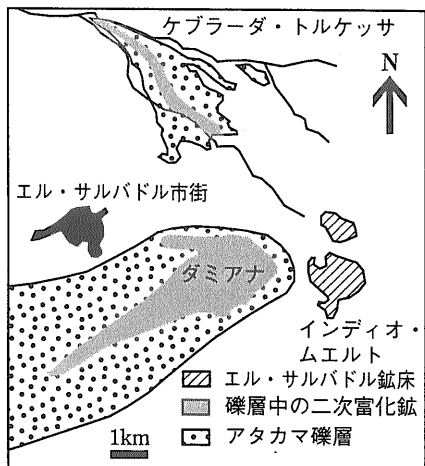 ケブラーダ・トルケッサ
N
エル・サルバドル市街
ダミアナ
インディオ・
ムエルト
エル・サルバドル鉱床
礫層中の二次富化鉱
アタカマ礫層
1km